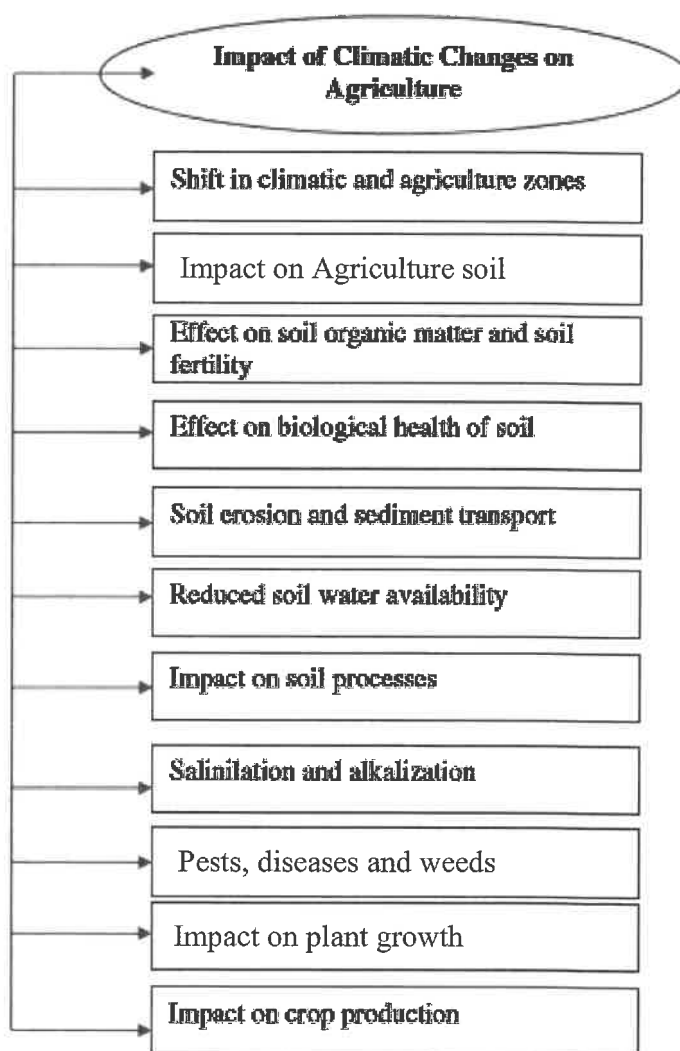 Impact of Climatic Changes on
Agriculture
Shift in climatic and agriculture zones
Impact on Agriculture soil
Effect on soil organic matter and soil
fertility
Effect on biological health of soil
Soil erosion and sediment transport
Reduced soil water availability
Impact on soil processes
Salinilation and alkalization
Pests, diseases and weeds
Impact on plant growth
Impact on crop production